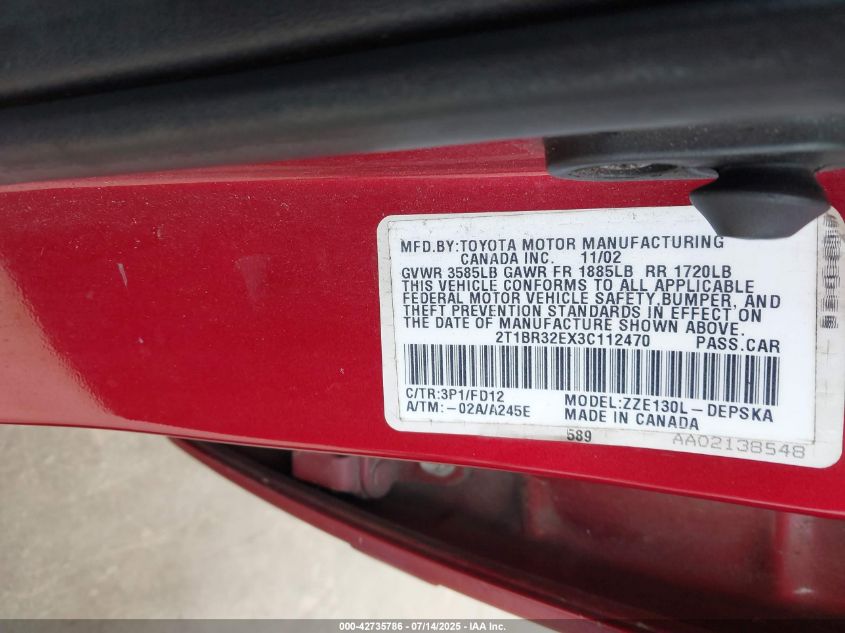 MFD.BY:TOYOTA MOTOR MANUFACTURING
CANADA INC. 11/02
GVWR 3585LB GAWR FR 1885LB RR 1720LB
THIS VEHICLE CONFORMS TO ALL APPLICABLE
FEDERAL MOTOR VEHICLE SAFETY,BUMPER, AND
THEFT PREVENTION STANDARDS IN EFFECT ON
THE DATE OF MANUFACTURE SHOWN ABOVE.
2T1BR32EX3C112470 PASS.CAR
C/TR:3P1/FD12 MODEL:ZZE130L-DEPSKA
A/TM:-02A/A245E MADE IN CANADA
589 AA02138548
000-42735786 - 07/14/2025 - IAA Inc.